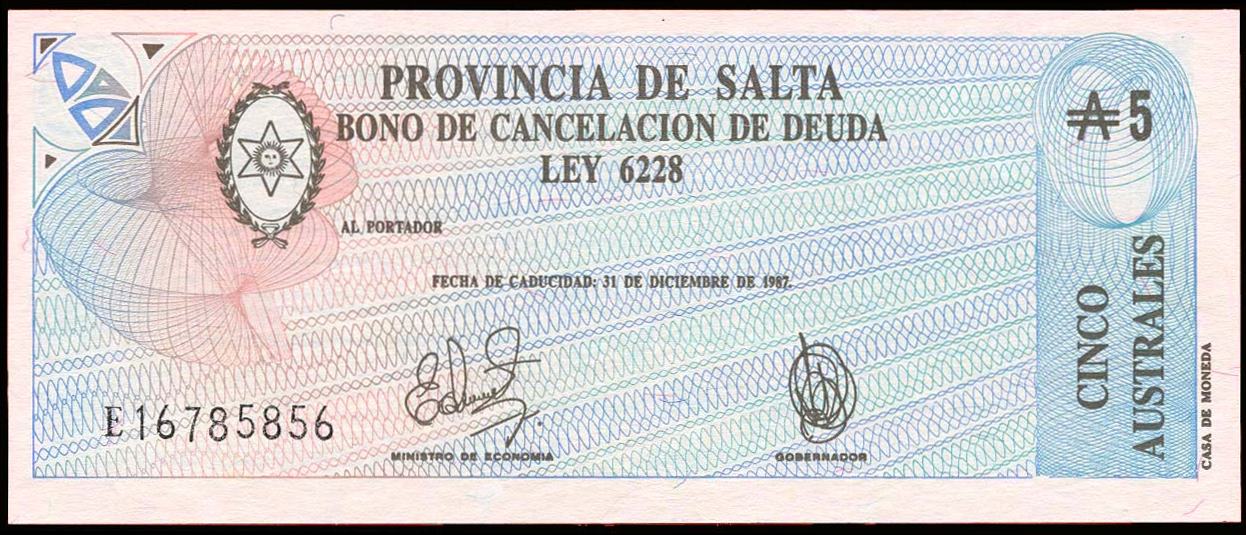 PROVINCIA DE SALTA
BONO DE CANCELACION DE DEUDA
LEY 6228
₳ 5
AL PORTADOR
FECHA DE CADUCIDAD: 31 DE DICIEMBRE DE 1987.
E16785856
MINISTRO DE ECONOMIA
GOBERNADOR
CINCO
AUSTRALES
CASA DE MONEDA